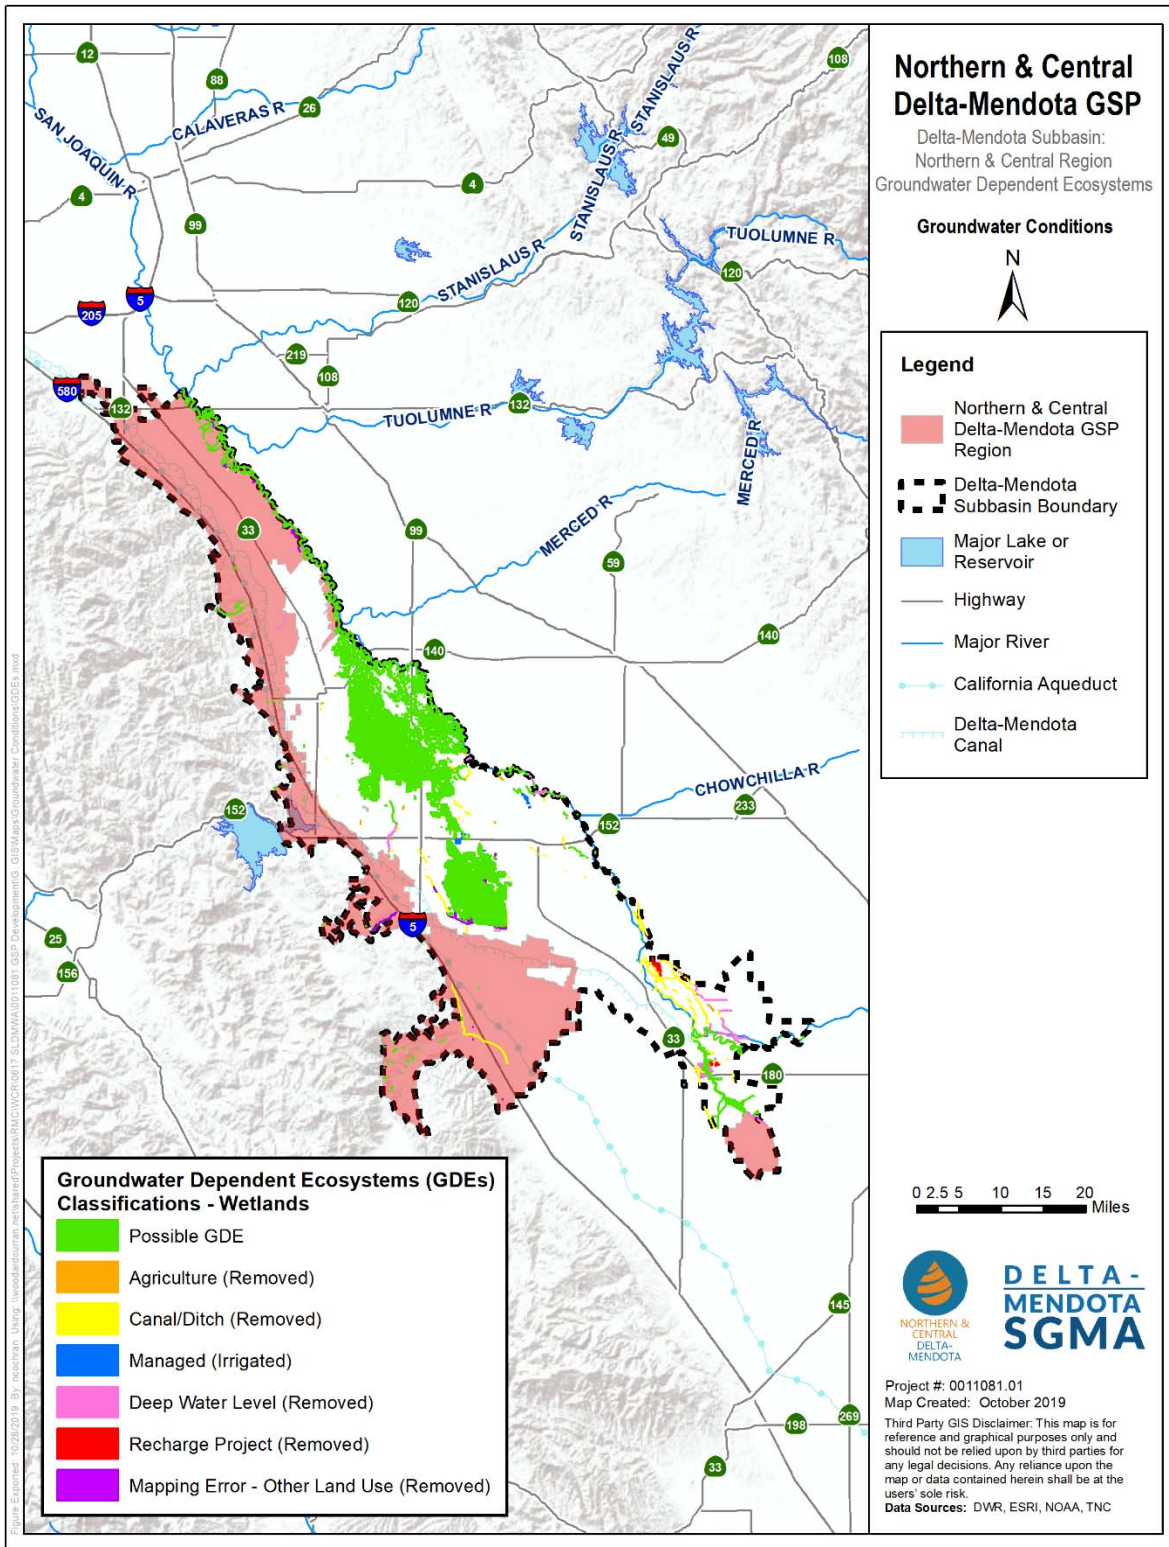 Northern & Central
Delta-Mendota GSP
Delta-Mendota Subbasin:
Northern & Central Region
Groundwater Dependent Ecosystems
Groundwater Conditions
N
Legend
Northern & Central
Delta-Mendota GSP
Region
Delta-Mendota
Subbasin Boundary
Major Lake or
Reservoir
Highway
Major River
California Aqueduct
Delta-Mendota
Canal
12
88
26
108
CALAVERAS R
SAN JOAQUIN R
STANISLAUS R
49
4
4
STANISLAUS R
99
TUOLUMNE R
120
STANISLAUS R
5
120
205
219
108
580
132
TUOLUMNE R
132
MERCED R
33
99
MERCED R
59
140
140
CHOWCHILLA R
233
152
152
5
25
156
33
180
145
198
269
33
Groundwater Dependent Ecosystems (GDEs)
Classifications - Wetlands
Possible GDE
Agriculture (Removed)
Canal/Ditch (Removed)
Managed (Irrigated)
Deep Water Level (Removed)
Recharge Project (Removed)
Mapping Error - Other Land Use (Removed)
0 2.5 5 10 15 20
Miles
NORTHERN &
CENTRAL
DELTA-
MENDOTA
DELTA-
MENDOTA
SGMA
Project #: 0011081.01
Map Created: October 2019
Third Party GIS Disclaimer: This map is for
reference and graphical purposes only and
should not be relied upon by third parties for
any legal decisions. Any reliance upon the
map or data contained herein shall be at the
users' sole risk.
Data Sources: DWR, ESRI, NOAA, TNC